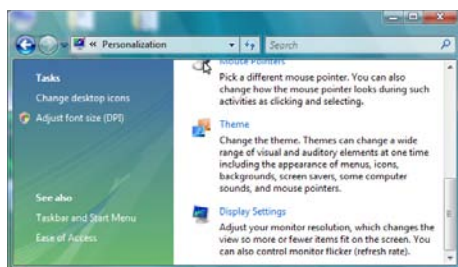 « Personalization
Search
Tasks
Change desktop icons
Adjust font size (DPI)
See also
Taskbar and Start Menu
Ease of Access
Mouse Pointers
Pick a different mouse pointer. You can also
change how the mouse pointer looks during such
activities as clicking and selecting.
Theme
Change the theme. Themes can change a wide
range of visual and auditory elements at one time
including the appearance of menus, icons,
backgrounds, screen savers, some computer
sounds, and mouse pointers.
Display Settings
Adjust your monitor resolution, which changes the
view so more or fewer items fit on the screen. You
can also control monitor flicker (refresh rate).